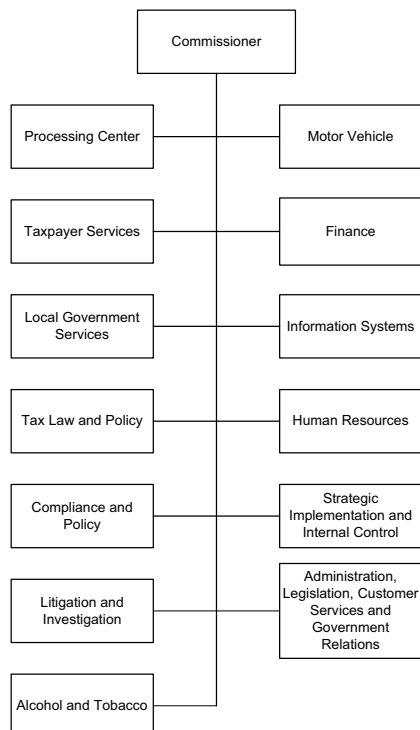 Commissioner
Processing Center
Motor Vehicle
Taxpayer Services
Finance
Local Government
Services
Information Systems
Tax Law and Policy
Human Resources
Compliance and
Policy
Strategic
Implementation and
Internal Control
Litigation and
Investigation
Administration,
Legislation, Customer
Services and
Government
Relations
Alcohol and Tobacco